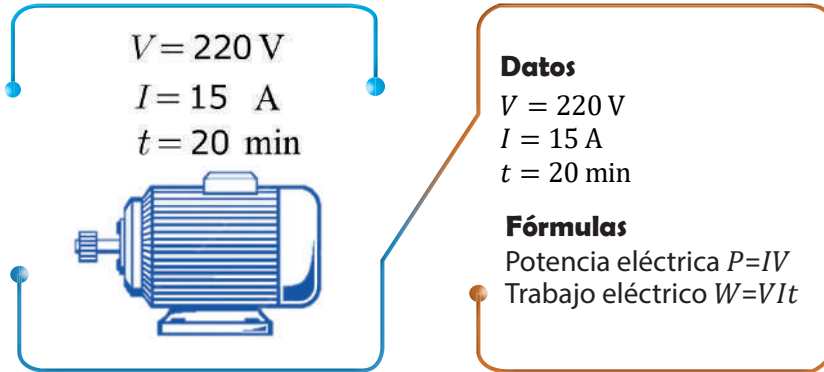 V = 220 V
I = 15 A
t = 20 min
Datos
V = 220 V
I = 15 A
t = 20 min
Fórmulas
Potencia eléctrica P=IV
Trabajo eléctrico W=VIt